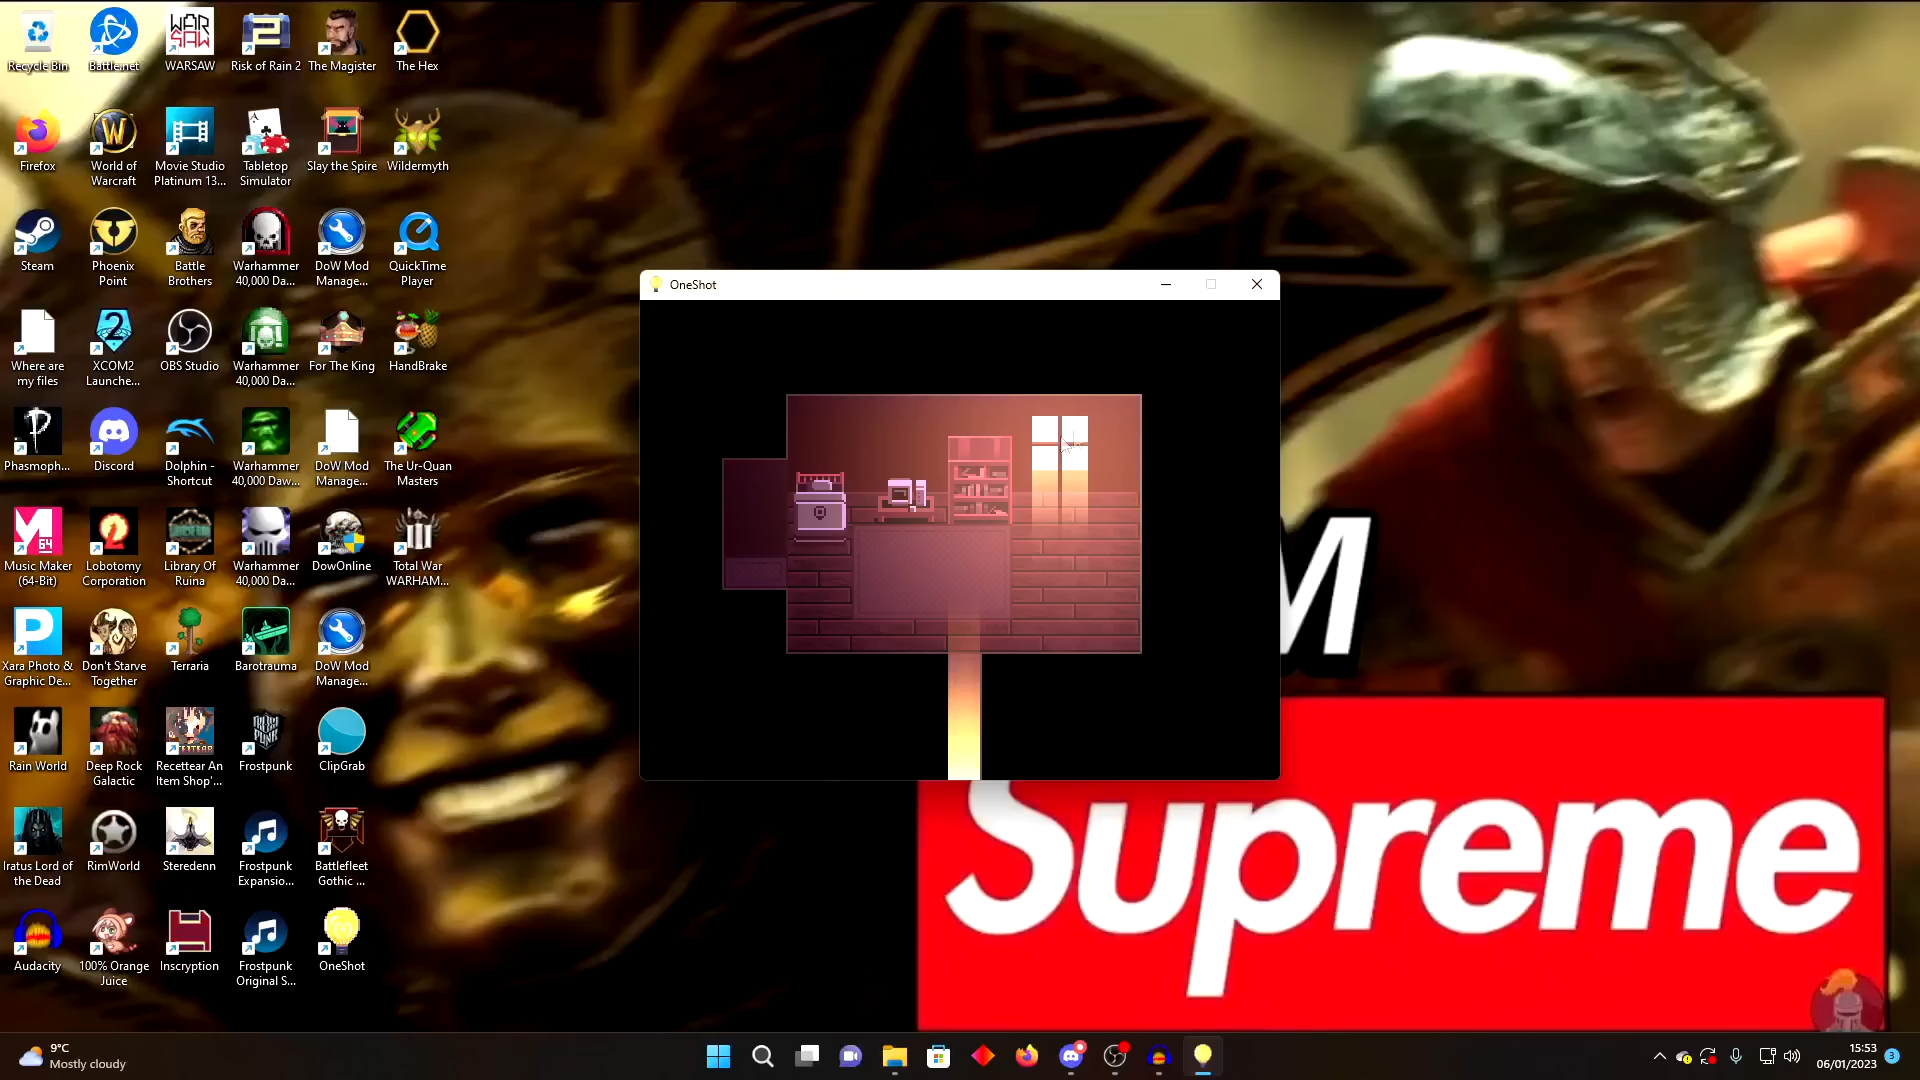 Recycle Bin
Battle.net
WARSAW
Risk of Rain 2
The Magister
The Hex
Firefox
World of
Warcraft
Movie Studio
Platinum 13...
Tabletop
Simulator
Slay the Spire
Wildermyth
Steam
Phoenix
Point
Battle
Brothers
Warhammer
40,000 Da...
DoW Mod
Manage...
QuickTime
Player
Where are
my files
XCOM2
Launche...
OBS Studio
Warhammer
40,000 Da...
For The King
HandBrake
Phasmoph...
Discord
Dolphin -
Shortcut
Warhammer
40,000 Daw...
DoW Mod
Manage...
The Ur-Quan
Masters
Music Maker
(64-Bit)
Lobotomy
Corporation
Library Of
Ruina
Warhammer
40,000 Da...
DowOnline
Total War
WARHAM...
Xara Photo &
Graphic De...
Don't Starve
Together
Terraria
Barotrauma
DoW Mod
Manage...
Rain World
Deep Rock
Galactic
Recettear An
Item Shop'...
Frostpunk
ClipGrab
Iratus Lord of
the Dead
RimWorld
Steredenn
Frostpunk
Expansio...
Battlefleet
Gothic ...
Audacity
100% Orange
Juice
Inscryption
Frostpunk
Original S...
OneShot
OneShot
M
Supreme
9°C
Mostly cloudy
15:53
06/01/2023
3